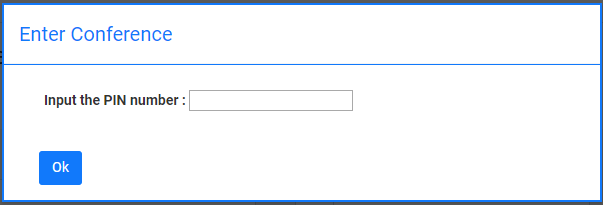 Enter Conference
Input the PIN number :
Ok